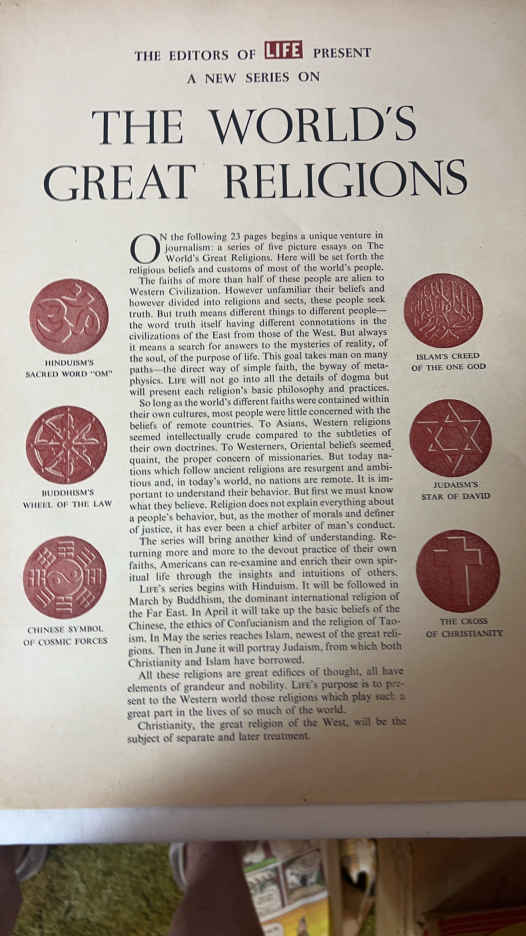 THE EDITORS OF LIFE PRESENT
A NEW SERIES ON
THE WORLD'S
GREAT RELIGIONS
ON the following 23 pages begins a unique venture in
journalism: a series of five picture essays on The
World's Great Religions. Here will be set forth the
religious beliefs and customs of most of the world's people.
The faiths of more than half of these people are alien to
Western Civilization. However unfamiliar their beliefs and
however divided into religions and sects, these people seek
truth. But truth means different things to different people—
the word truth itself having different connotations in the
civilizations of the East from those of the West. But always
it means a search for answers to the mysteries of reality, of
the soul, of the purpose of life. This goal takes man on many
paths—the direct way of simple faith, the byway of meta-
physics. LIFE will not go into all the details of dogma but
will present each religion's basic philosophy and practices.
So long as the world's different faiths were contained within
their own cultures, most people were little concerned with the
beliefs of remote countries. To Asians, Western religions
seemed intellectually crude compared to the subtleties of
their own doctrines. To Westerners, Oriental beliefs seemed
quaint, the proper concern of missionaries. But today na-
tions which follow ancient religions are resurgent and ambi-
tious and, in today's world, no nations are remote. It is im-
portant to understand their behavior. But first we must know
what they believe. Religion does not explain everything about
a people's behavior, but, as the mother of morals and definer
of justice, it has ever been a chief arbiter of man's conduct.
The series will bring another kind of understanding. Re-
turning more and more to the devout practice of their own
faiths, Americans can re-examine and enrich their own spir-
itual life through the insights and intuitions of others.
LIFE's series begins with Hinduism. It will be followed in
March by Buddhism, the dominant international religion of
the Far East. In April it will take up the basic beliefs of the
Chinese, the ethics of Confucianism and the religion of Tao-
ism. In May the series reaches Islam, newest of the great reli-
gions. Then in June it will portray Judaism, from which both
Christianity and Islam have borrowed.
All these religions are great edifices of thought, all have
elements of grandeur and nobility. LIFE's purpose is to pre-
sent to the Western world those religions which play such a
great part in the lives of so much of the world.
Christianity, the great religion of the West, will be the
subject of separate and later treatment.
ॐ
HINDUISM'S
SACRED WORD "OM"
BUDDHISM'S
WHEEL OF THE LAW
CHINESE SYMBOL
OF COSMIC FORCES
ISLAM'S CREED
OF THE ONE GOD
JUDAISM'S
STAR OF DAVID
THE CROSS
OF CHRISTIANITY